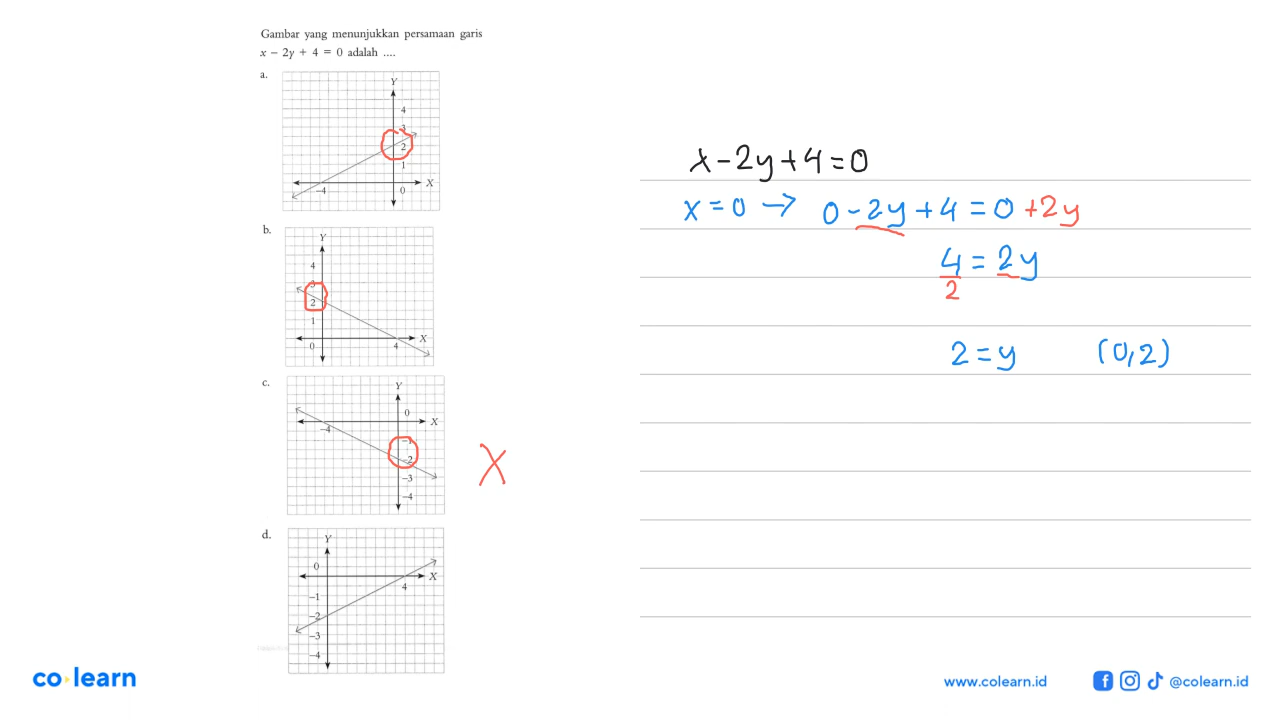 Gambar yang menunjukkan persamaan garis
x − 2y + 4 = 0 adalah ....
a.
Y
4
3
2
1
−4
0
X
b.
Y
4
3
2
1
0
4
X
c.
Y
0
X
−4
−1
−2
−3
−4
X
d.
Y
0
X
4
−1
−2
−3
−4
x − 2y + 4 = 0
x = 0 → 0 − 2y + 4 = 0 + 2y
4 = 2y
2
2 = y (0,2)
co learn
www.colearn.id @colearn.id